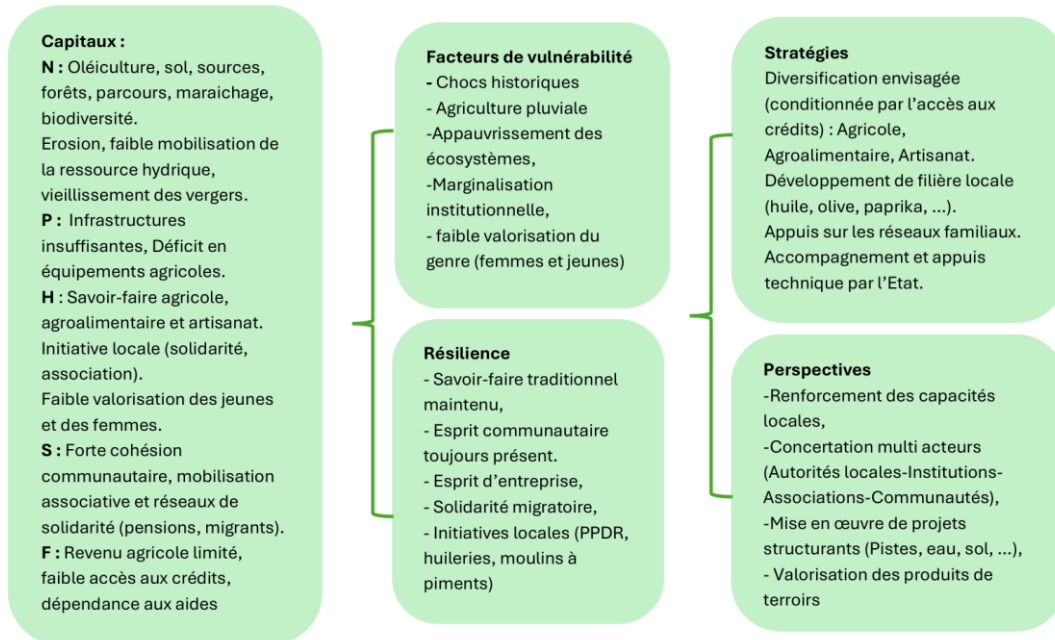 Capitaux :
N : Oléiculture, sol, sources,
forêts, parcours, maraichage,
biodiversité.
Erosion, faible mobilisation de
la ressource hydrique,
vieillissement des vergers.
P : Infrastructures
insuffisantes, Déficit en
équipements agricoles.
H : Savoir-faire agricole,
agroalimentaire et artisanat.
Initiative locale (solidarité,
association).
Faible valorisation des jeunes
et des femmes.
S : Forte cohésion
communautaire, mobilisation
associative et réseaux de
solidarité (pensions, migrants).
F : Revenu agricole limité,
faible accès aux crédits,
dépendance aux aides
Facteurs de vulnérabilité
- Chocs historiques
- Agriculture pluviale
-Appauvrissement des
écosystèmes,
-Marginalisation
institutionnelle,
- faible valorisation du
genre (femmes et jeunes)
Résilience
- Savoir-faire traditionnel
maintenu,
- Esprit communautaire
toujours présent.
- Esprit d’entreprise,
- Solidarité migratoire,
- Initiatives locales (PPDR,
huileries, moulins à
piments)
Stratégies
Diversification envisagée
(conditionnée par l’accès aux
crédits) : Agricole,
Agroalimentaire, Artisanat.
Développement de filière locale
(huile, olive, paprika, ...).
Appuis sur les réseaux familiaux.
Accompagnement et appuis
technique par l’Etat.
Perspectives
-Renforcement des capacités
locales,
-Concertation multi acteurs
(Autorités locales-Institutions-
Associations-Communautés),
-Mise en œuvre de projets
structurants (Pistes, eau, sol, ...),
- Valorisation des produits de
terroirs